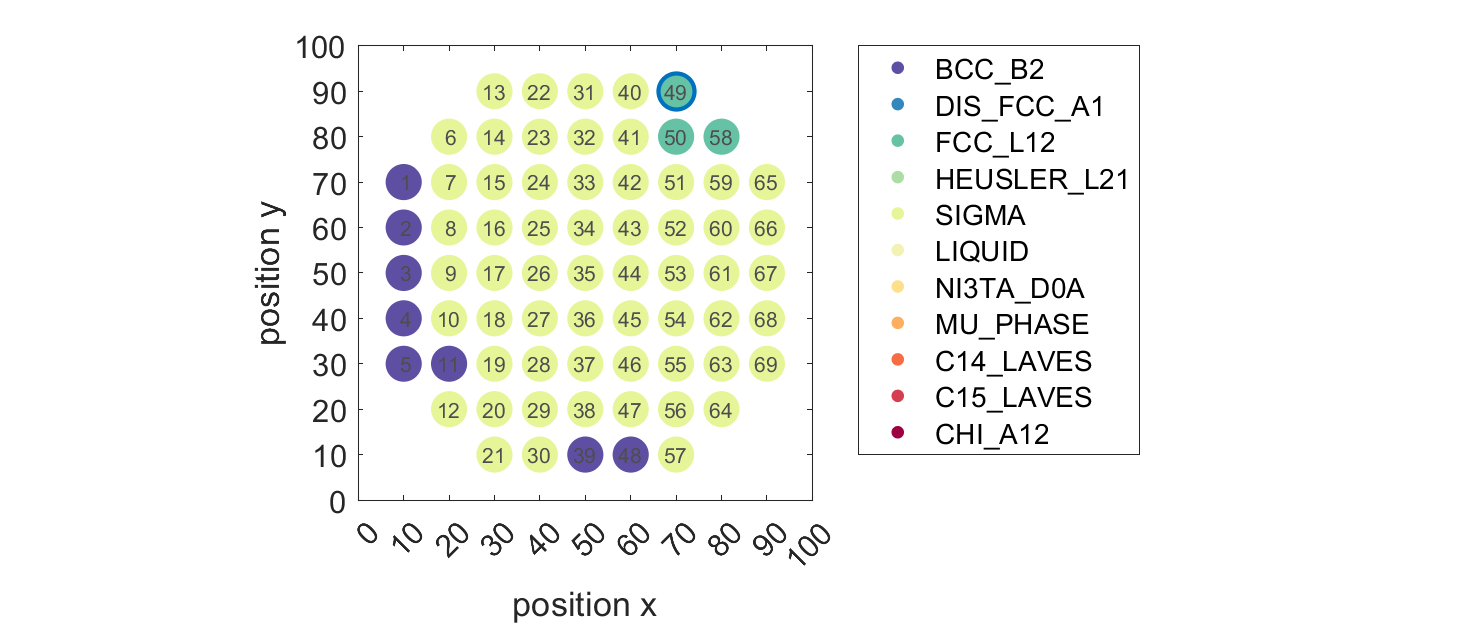 100
90 13 22 31 40 49
80 6 14 23 32 41 50 58
70 1 7 15 24 33 42 51 59 65
60 2 8 16 25 34 43 52 60 66
50 3 9 17 26 35 44 53 61 67
40 4 10 18 27 36 45 54 62 68
30 5 11 19 28 37 46 55 63 69
20 12 20 29 38 47 56 64
10 21 30 39 48 57
0
0 10 20 30 40 50 60 70 80 90 100
position x
position y
BCC_B2
DIS_FCC_A1
FCC_L12
HEUSLER_L21
SIGMA
LIQUID
NI3TA_D0A
MU_PHASE
C14_LAVES
C15_LAVES
CHI_A12